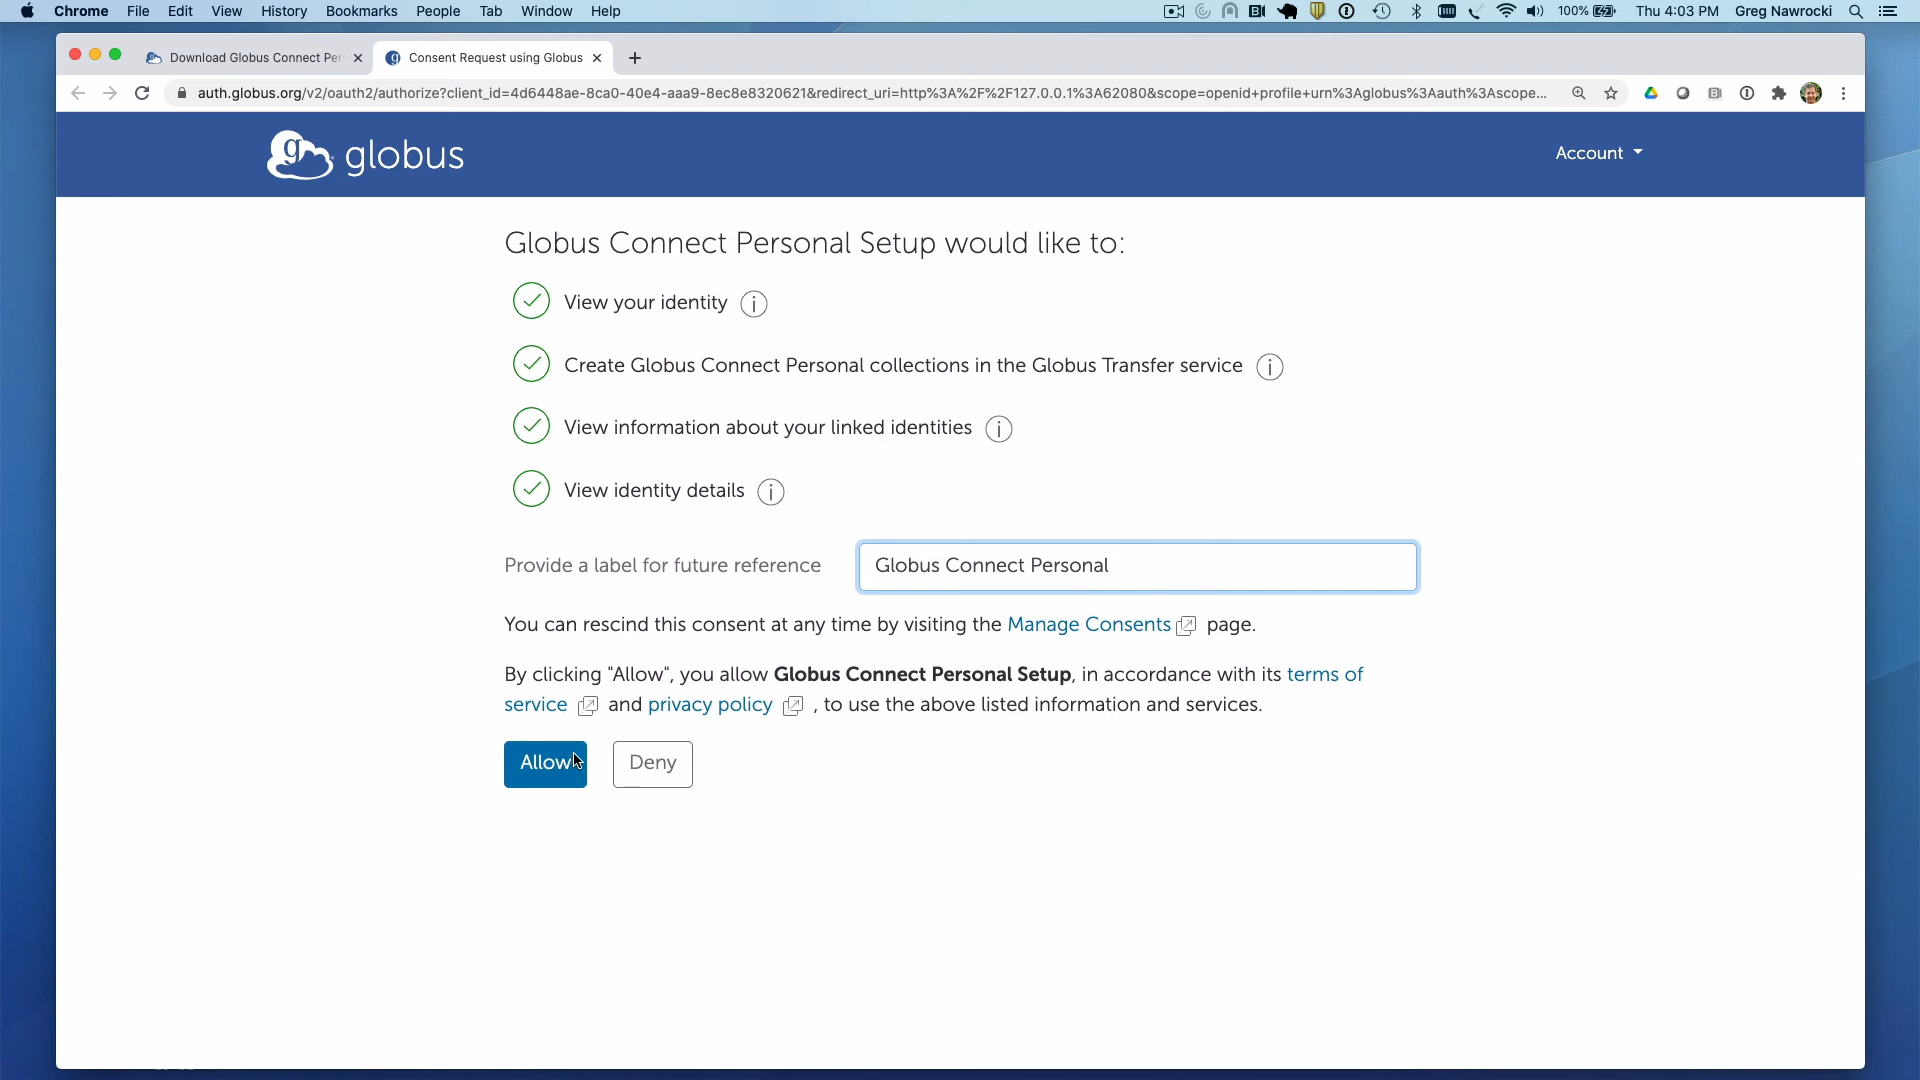 Chrome File Edit View History Bookmarks People Tab Window Help 100% Thu 4:03 PM Greg Nawrocki
Download Globus Connect Per
Consent Request using Globus
auth.globus.org/v2/oauth2/authorize?client_id=4d6448ae-8ca0-40e4-aaa9-8ec8e8320621&redirect_uri=http%3A%2F%2F127.0.0.1%3A62080&scope=openid+profile+urn%3Aglobus%3Aauth%3Ascope...
globus
Account
Globus Connect Personal Setup would like to:
View your identity
Create Globus Connect Personal collections in the Globus Transfer service
View information about your linked identities
View identity details
Provide a label for future reference
Globus Connect Personal
You can rescind this consent at any time by visiting the Manage Consents page.
By clicking "Allow", you allow Globus Connect Personal Setup, in accordance with its terms of
service and privacy policy , to use the above listed information and services.
Allow
Deny